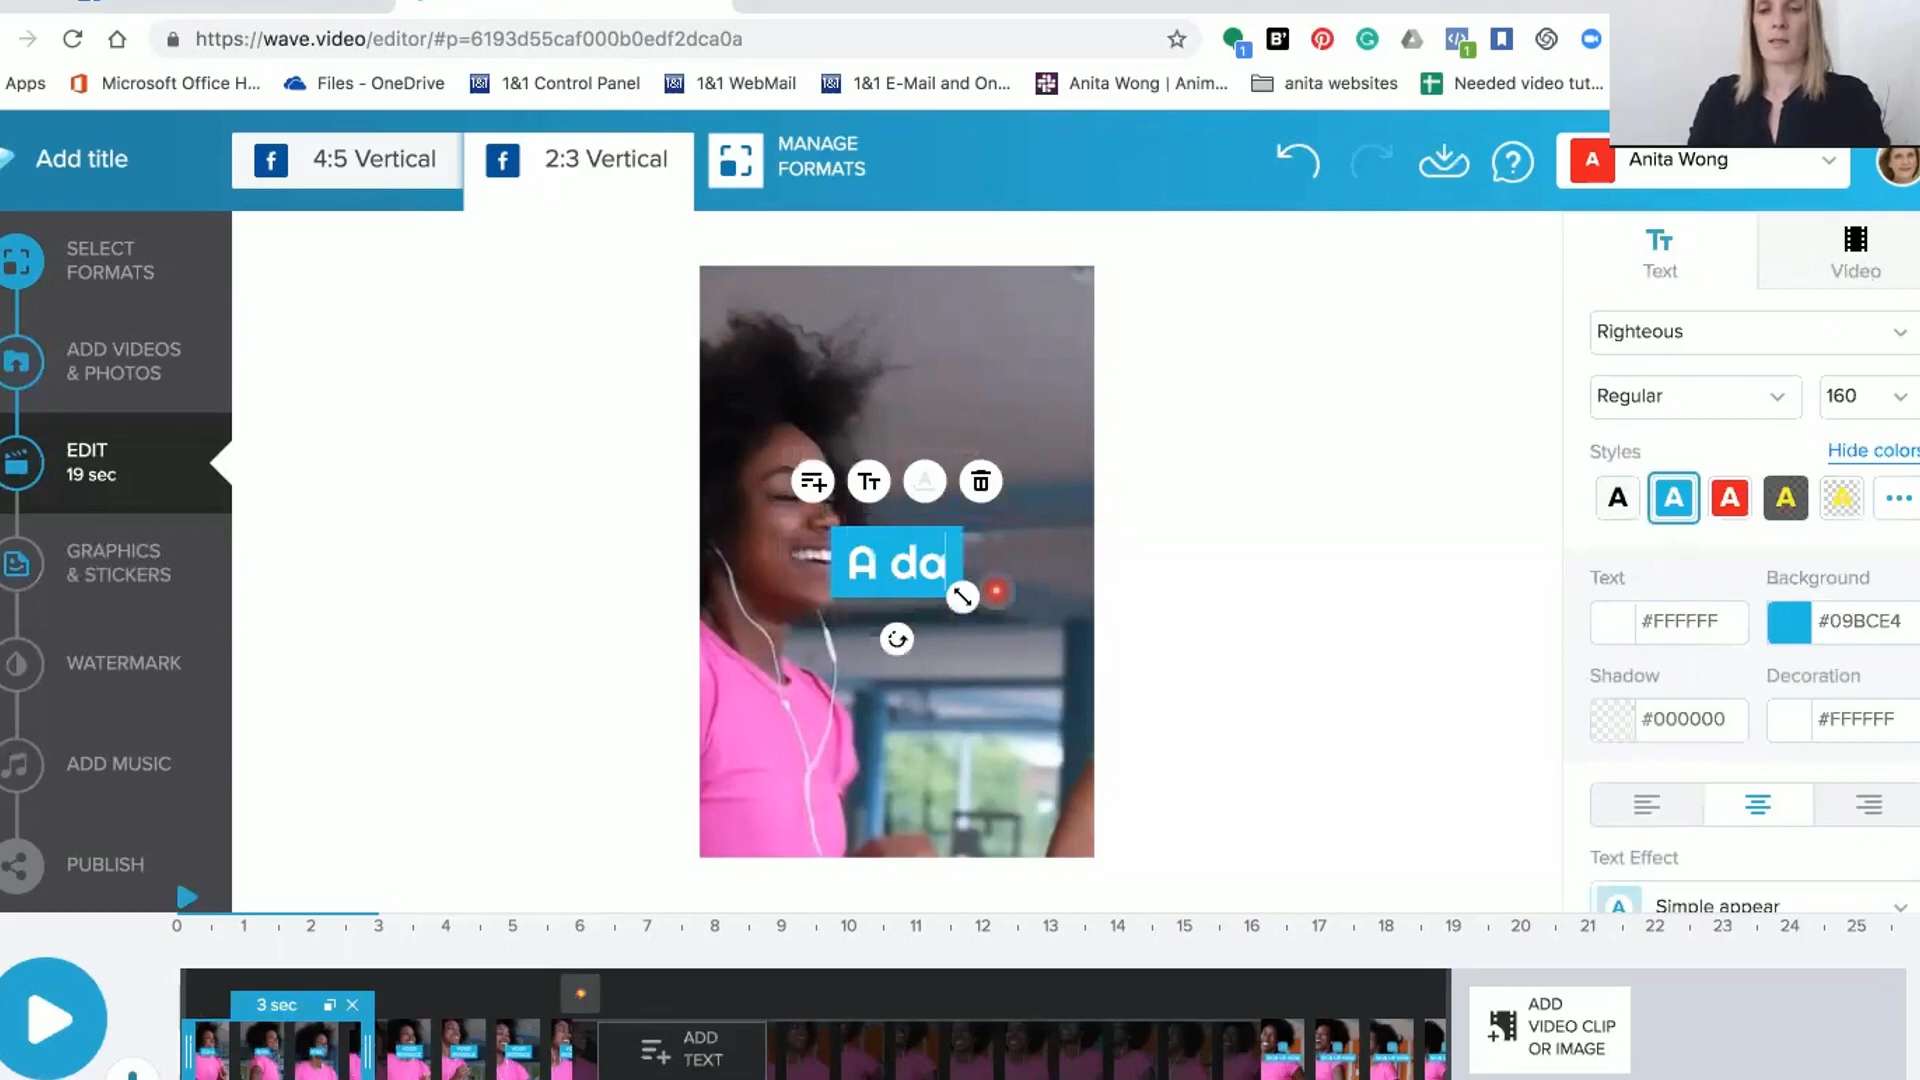 https://wave.video/editor/#p=6193d55caf000b0edf2dca0a
1
B'
1
Apps
Microsoft Office H...
Files - OneDrive
1&1 Control Panel
1&1 WebMail
1&1 E-Mail and On...
Anita Wong | Anim...
anita websites
Needed video tut...
Add title
4:5 Vertical
2:3 Vertical
MANAGE
FORMATS
A
Anita Wong
SELECT
FORMATS
ADD VIDEOS
& PHOTOS
EDIT
19 sec
GRAPHICS
& STICKERS
WATERMARK
ADD MUSIC
PUBLISH
A da
Text
Video
Righteous
Regular
160
Styles
Hide colors
A
A
A
A
A
Text
Background
#FFFFFF
#09BCE4
Shadow
Decoration
#000000
#FFFFFF
Text Effect
A
Simple appear
0 1 2 3 4 5 6 7 8 9 10 11 12 13 14 15 16 17 18 19 20 21 22 23 24 25
3 sec
ADD
TEXT
ADD
VIDEO CLIP
OR IMAGE